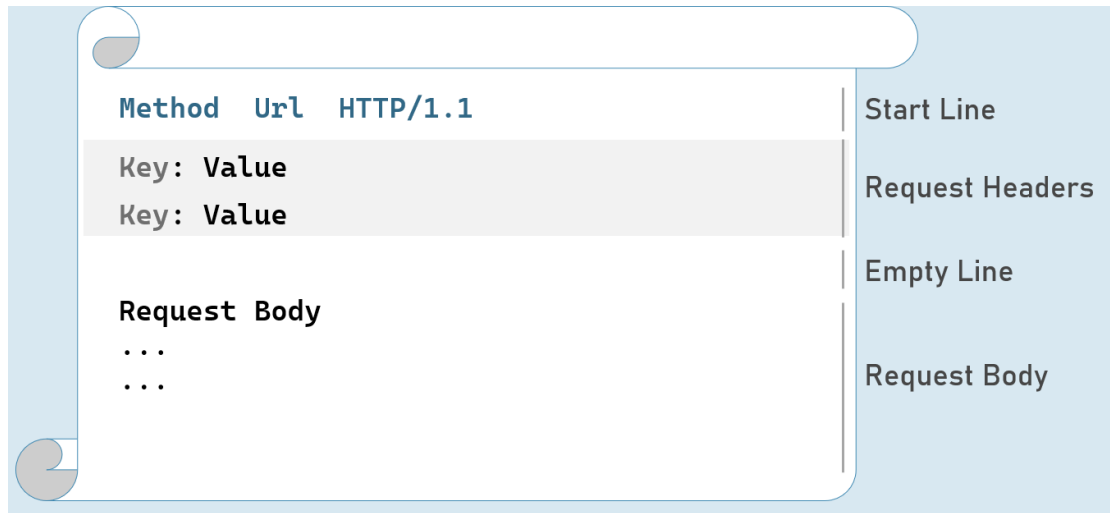 Method Url HTTP/1.1
Start Line
Key: Value
Key: Value
Request Headers
Empty Line
Request Body
...
...
Request Body